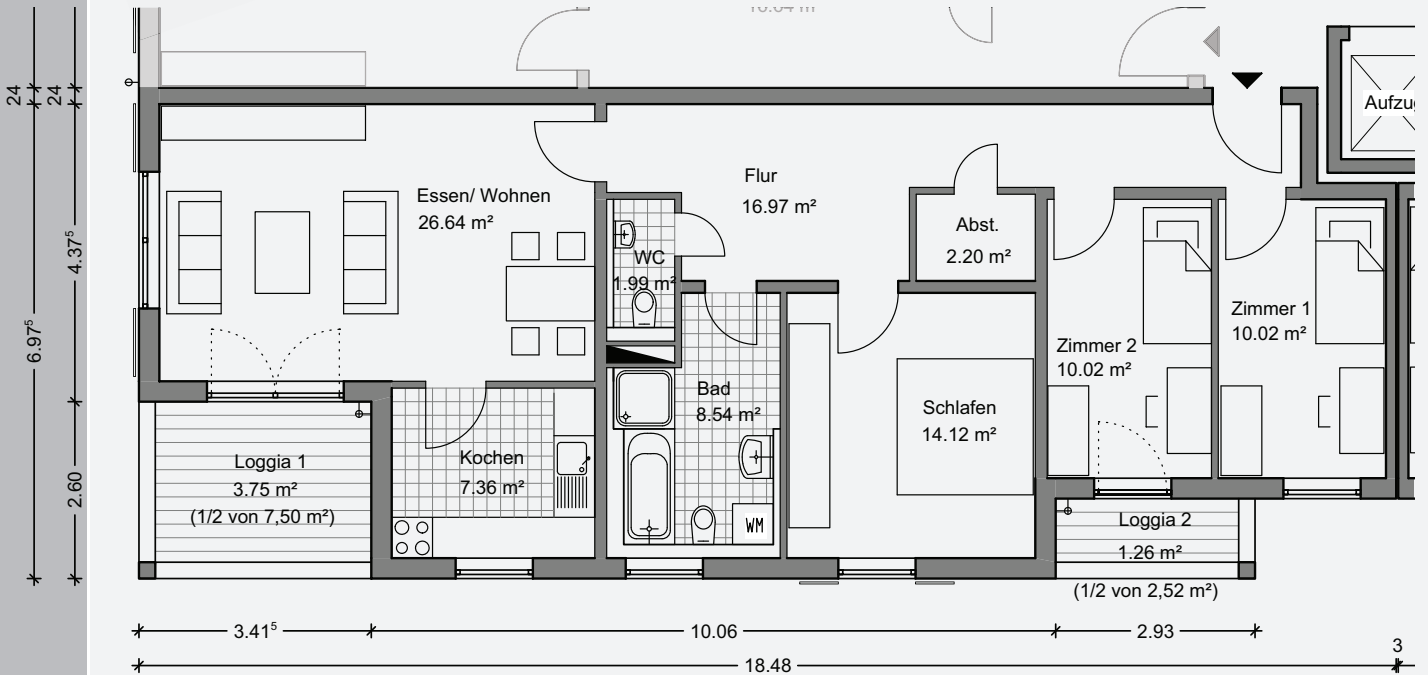 24
24
Aufzu
Essen/ Wohnen
26.64 m²
Flur
16.97 m²
Abst.
2.20 m²
WC
1.99 m²
4.37⁵
6.97⁵
Zimmer 1
10.02 m²
Zimmer 2
10.02 m²
Bad
8.54 m²
Schlafen
14.12 m²
Kochen
7.36 m²
Loggia 1
3.75 m²
(1/2 von 7,50 m²)
2.60
WM
Loggia 2
1.26 m²
(1/2 von 2,52 m²)
3.41⁵
10.06
2.93
3
18.48